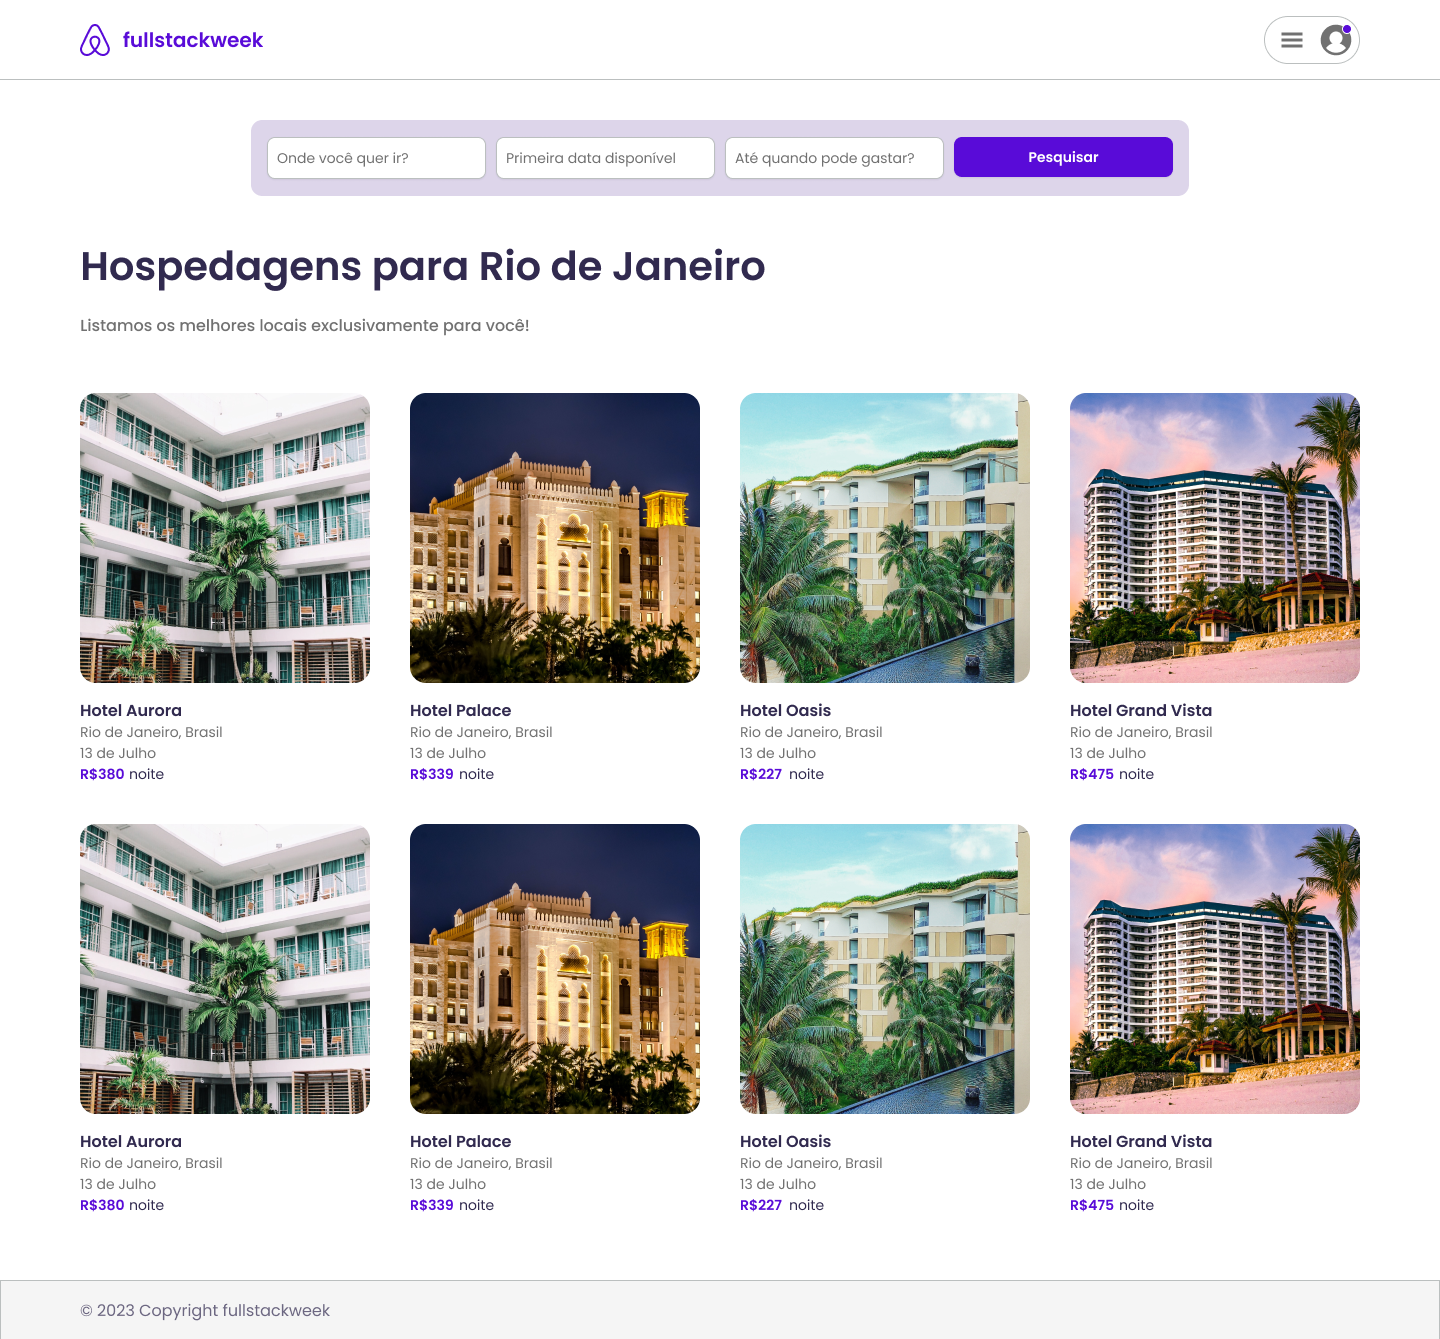 fullstackweek
Onde você quer ir?
Primeira data disponível
Até quando pode gastar?
Pesquisar
Hospedagens para Rio de Janeiro
Listamos os melhores locais exclusivamente para você!
Hotel Aurora
Rio de Janeiro, Brasil
13 de Julho
R$380 noite
Hotel Palace
Rio de Janeiro, Brasil
13 de Julho
R$339 noite
Hotel Oasis
Rio de Janeiro, Brasil
13 de Julho
R$227 noite
Hotel Grand Vista
Rio de Janeiro, Brasil
13 de Julho
R$475 noite
Hotel Aurora
Rio de Janeiro, Brasil
13 de Julho
R$380 noite
Hotel Palace
Rio de Janeiro, Brasil
13 de Julho
R$339 noite
Hotel Oasis
Rio de Janeiro, Brasil
13 de Julho
R$227 noite
Hotel Grand Vista
Rio de Janeiro, Brasil
13 de Julho
R$475 noite
© 2023 Copyright fullstackweek